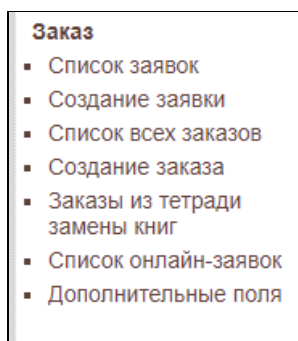 Заказ
Список заявок
Создание заявки
Список всех заказов
Создание заказа
Заказы из тетради
замены книг
Список онлайн-заявок
Дополнительные поля